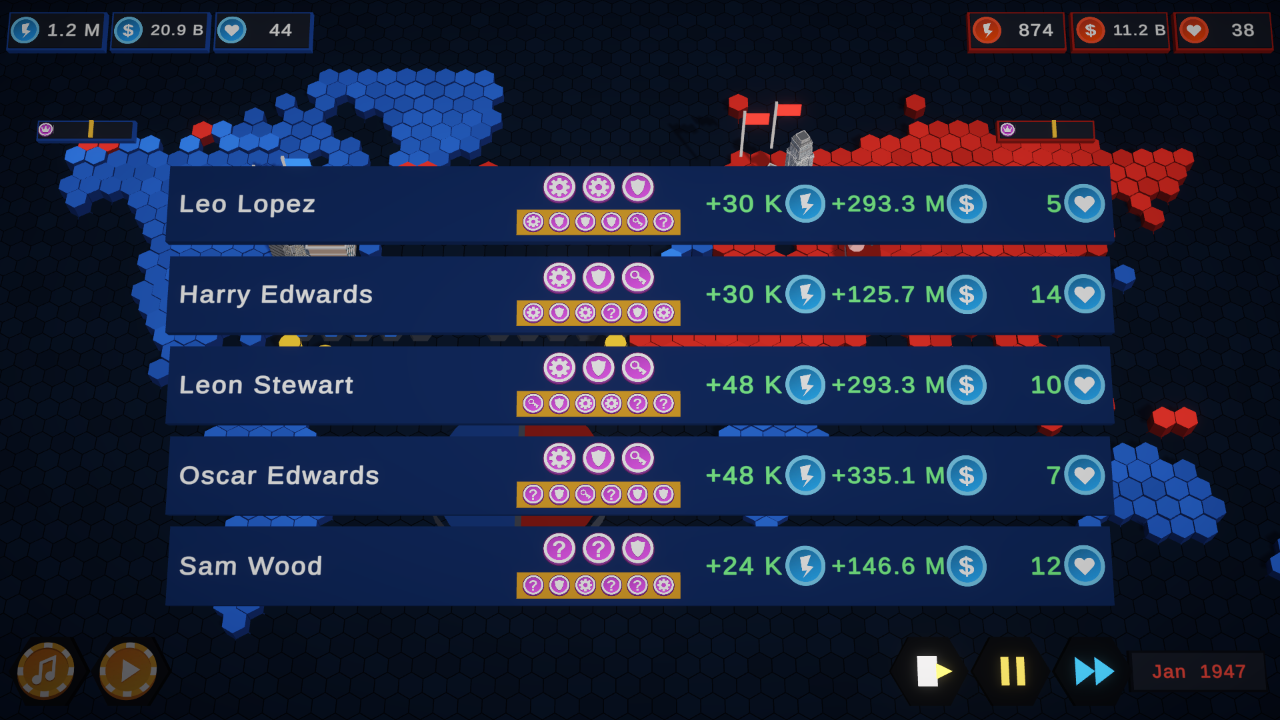 1.2 M 20.9 B 44 874 11.2 B 38
Leo Lopez +30 K +293.3 M $ 5
Harry Edwards +30 K +125.7 M $ 14
Leon Stewart +48 K +293.3 M $ 10
Oscar Edwards +48 K +335.1 M $ 7
Sam Wood +24 K +146.6 M $ 12
Jan 1947